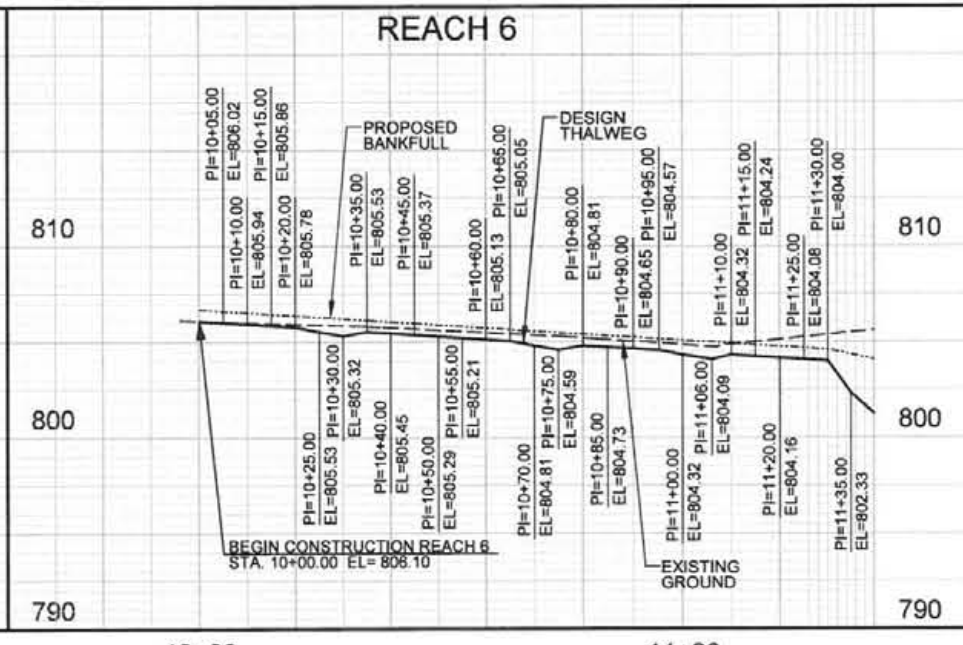 REACH 6
PI=10+05.00
EL=806.02
PI=10+15.00
EL=805.86
PI=10+10.00
EL=805.94
PI=10+20.00
EL=805.78
PROPOSED
BANKFULL
PI=10+35.00
EL=805.53
PI=10+45.00
EL=805.37
PI=10+60.00
EL=805.13
PI=10+65.00
EL=805.05
DESIGN
THALWEG
PI=10+80.00
EL=804.81
PI=10+90.00
EL=804.65
PI=10+95.00
EL=804.57
PI=11+10.00
EL=804.32
PI=11+15.00
EL=804.24
PI=11+25.00
EL=804.08
PI=11+30.00
EL=804.00
810
810
800
800
PI=10+25.00
EL=805.53
PI=10+30.00
EL=805.32
PI=10+40.00
EL=805.45
PI=10+50.00
EL=805.29
PI=10+55.00
EL=805.21
PI=10+70.00
EL=804.81
PI=10+75.00
EL=804.59
PI=10+85.00
EL=804.73
PI=11+00.00
EL=804.32
PI=11+06.00
EL=804.09
PI=11+20.00
EL=804.16
PI=11+35.00
EL=802.33
BEGIN CONSTRUCTION REACH 6
STA. 10+00.00 EL= 806.10
EXISTING
GROUND
790
790